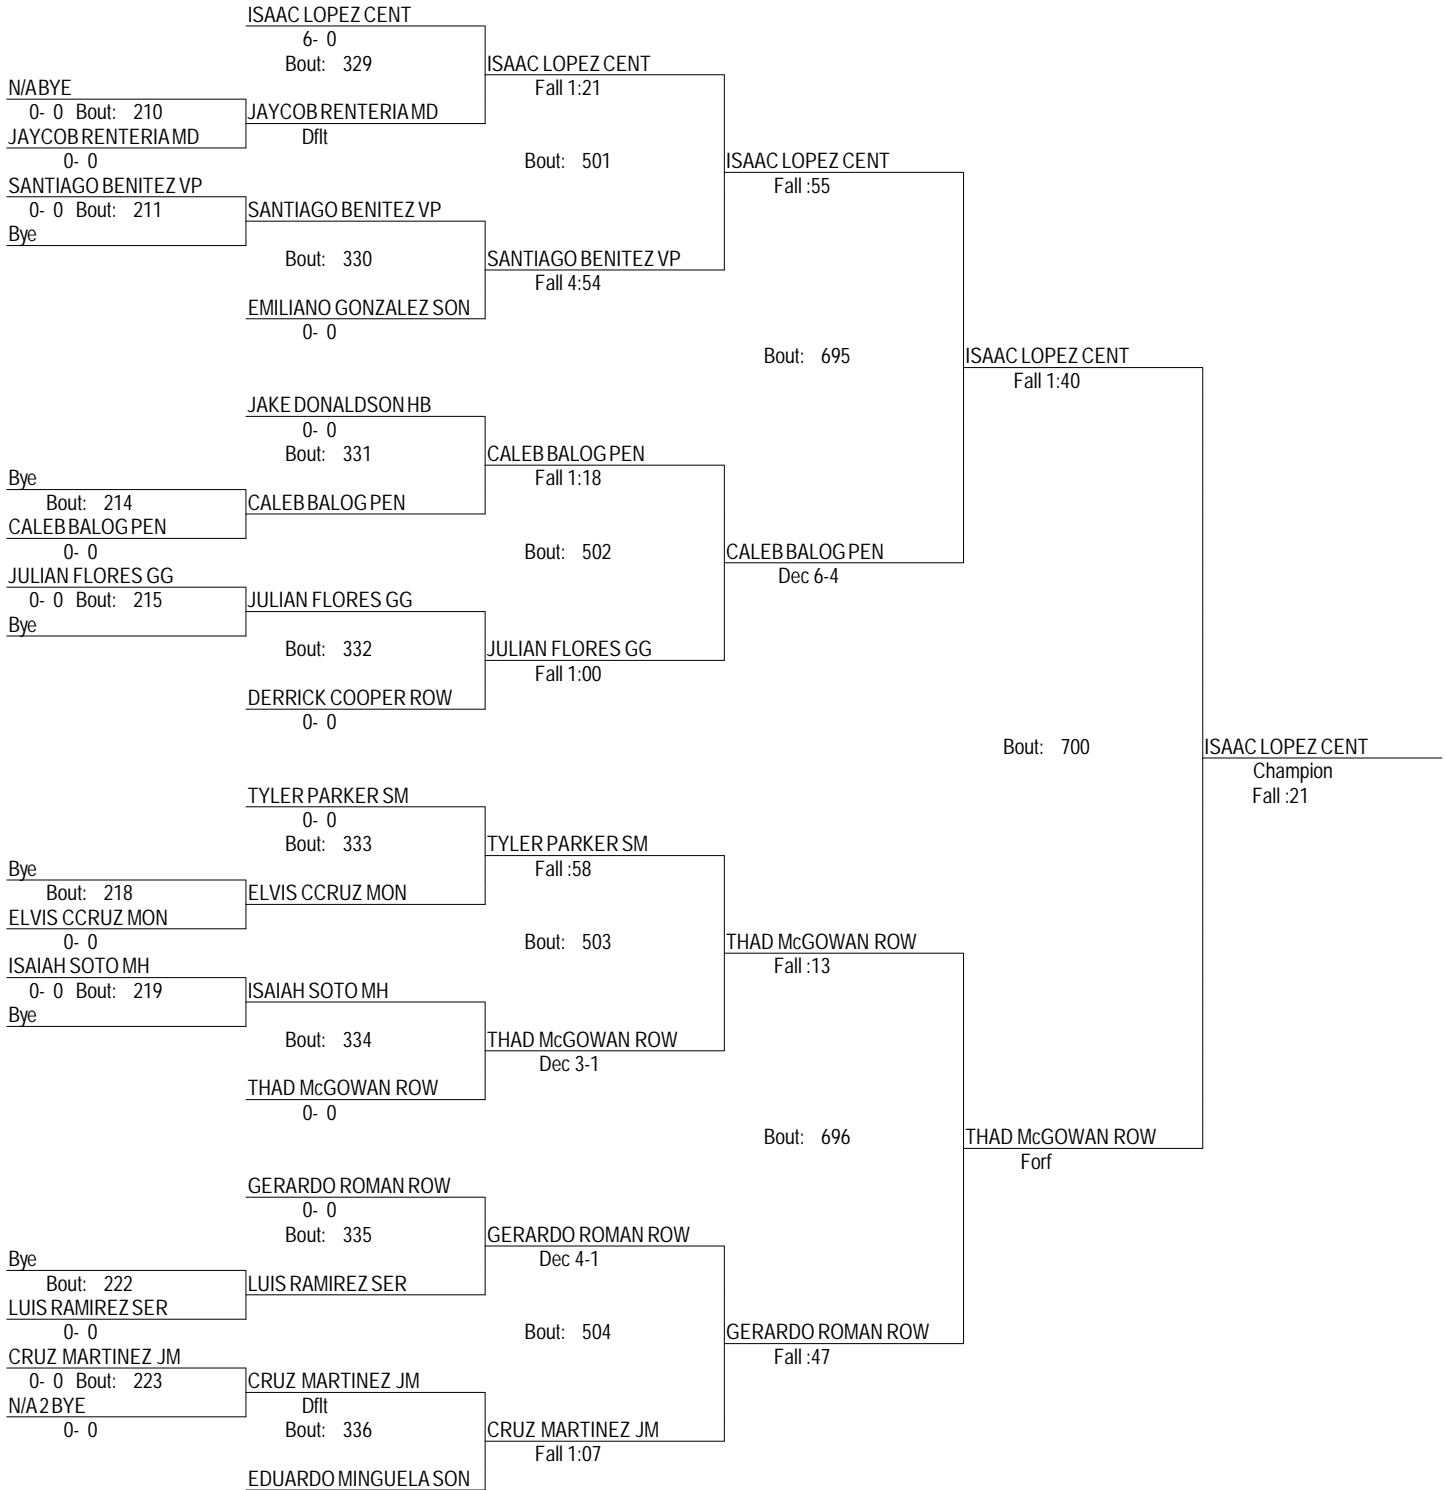 ISAAC LOPEZ CENT
6- 0
Bout: 329
ISAAC LOPEZ CENT
Fall 1:21
N/A BYE
0- 0 Bout: 210
JAYCOB RENTERIA MD
Dflt
JAYCOB RENTERIA MD
0- 0
Bout: 501
ISAAC LOPEZ CENT
Fall :55
SANTIAGO BENITEZ VP
0- 0 Bout: 211
SANTIAGO BENITEZ VP
Bye
Bout: 330
SANTIAGO BENITEZ VP
Fall 4:54
EMILIANO GONZALEZ SON
0- 0
Bout: 695
ISAAC LOPEZ CENT
Fall 1:40
JAKE DONALDSON HB
0- 0
Bout: 331
CALEB BALOG PEN
Fall 1:18
Bye
Bout: 214
CALEB BALOG PEN
CALEB BALOG PEN
0- 0
Bout: 502
CALEB BALOG PEN
Dec 6-4
JULIAN FLORES GG
0- 0 Bout: 215
JULIAN FLORES GG
Bye
Bout: 332
JULIAN FLORES GG
Fall 1:00
DERRICK COOPER ROW
0- 0
Bout: 700
ISAAC LOPEZ CENT
Champion
Fall :21
TYLER PARKER SM
0- 0
Bout: 333
TYLER PARKER SM
Fall :58
Bye
Bout: 218
ELVIS CCRUZ MON
ELVIS CCRUZ MON
0- 0
Bout: 503
THAD McGOWAN ROW
Fall :13
ISAIAH SOTO MH
0- 0 Bout: 219
ISAIAH SOTO MH
Bye
Bout: 334
THAD McGOWAN ROW
Dec 3-1
THAD McGOWAN ROW
0- 0
Bout: 696
THAD McGOWAN ROW
Forf
GERARDO ROMAN ROW
0- 0
Bout: 335
GERARDO ROMAN ROW
Dec 4-1
Bye
Bout: 222
LUIS RAMIREZ SER
LUIS RAMIREZ SER
0- 0
Bout: 504
GERARDO ROMAN ROW
Fall :47
CRUZ MARTINEZ JM
0- 0 Bout: 223
CRUZ MARTINEZ JM
Dflt
N/A 2 BYE
0- 0
Bout: 336
CRUZ MARTINEZ JM
Fall 1:07
EDUARDO MINGUELA SON